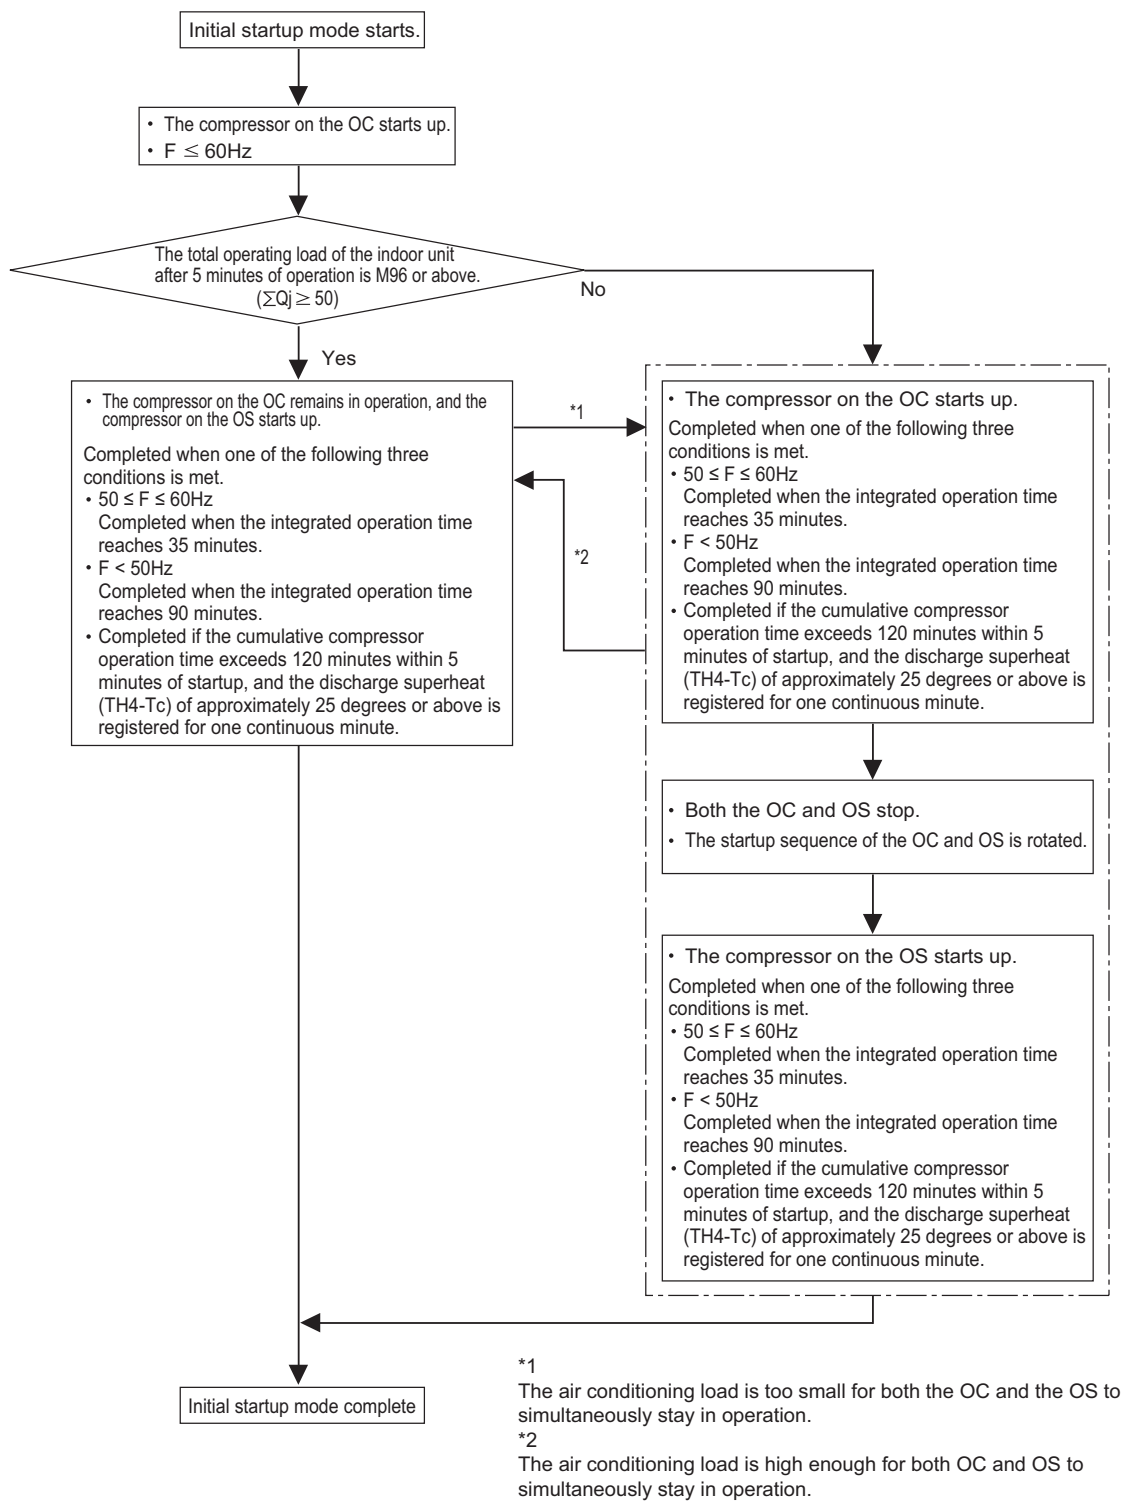 Initial startup mode starts.
・ The compressor on the OC starts up.
・ F ≤ 60Hz
The total operating load of the indoor unit
after 5 minutes of operation is M96 or above.
(∑Qj ≥ 50)
No
Yes
・ The compressor on the OC remains in operation, and the
compressor on the OS starts up.
Completed when one of the following three
conditions is met.
・ 50 ≤ F ≤ 60Hz
Completed when the integrated operation time
reaches 35 minutes.
・ F < 50Hz
Completed when the integrated operation time
reaches 90 minutes.
・ Completed if the cumulative compressor
operation time exceeds 120 minutes within 5
minutes of startup, and the discharge superheat
(TH4-Tc) of approximately 25 degrees or above is
registered for one continuous minute.
*1
*2
・ The compressor on the OC starts up.
Completed when one of the following three
conditions is met.
・ 50 ≤ F ≤ 60Hz
Completed when the integrated operation time
reaches 35 minutes.
・ F < 50Hz
Completed when the integrated operation time
reaches 90 minutes.
・ Completed if the cumulative compressor
operation time exceeds 120 minutes within 5
minutes of startup, and the discharge superheat
(TH4-Tc) of approximately 25 degrees or above is
registered for one continuous minute.
・ Both the OC and OS stop.
・ The startup sequence of the OC and OS is rotated.
・ The compressor on the OS starts up.
Completed when one of the following three
conditions is met.
・ 50 ≤ F ≤ 60Hz
Completed when the integrated operation time
reaches 35 minutes.
・ F < 50Hz
Completed when the integrated operation time
reaches 90 minutes.
・ Completed if the cumulative compressor
operation time exceeds 120 minutes within 5
minutes of startup, and the discharge superheat
(TH4-Tc) of approximately 25 degrees or above is
registered for one continuous minute.
Initial startup mode complete
*1
The air conditioning load is too small for both the OC and the OS to
simultaneously stay in operation.
*2
The air conditioning load is high enough for both OC and OS to
simultaneously stay in operation.